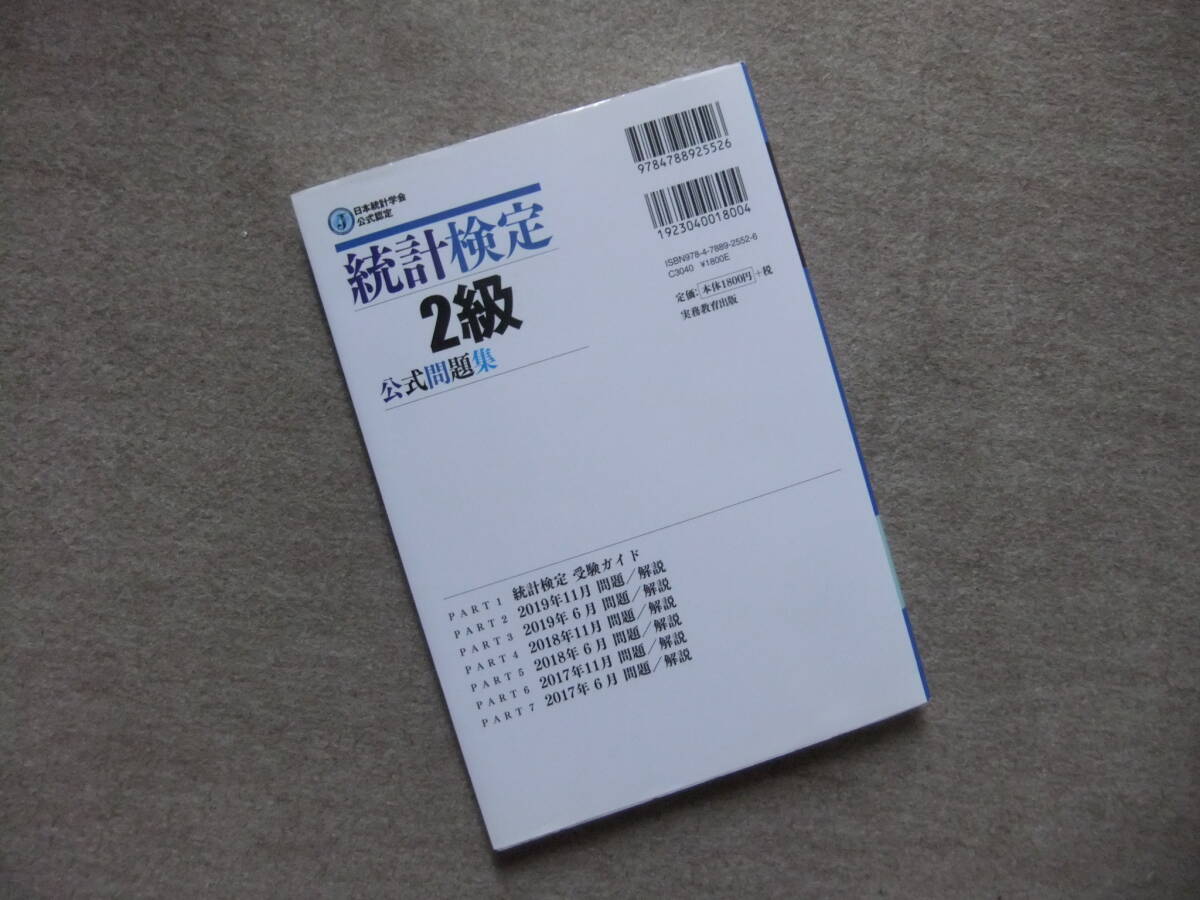 日本統計学会
公式認定
統計検定
2級
公式問題集
9784788925526
1923040018004
ISBN978-4-7889-2552-6
C3040 ¥1800E
定価:本体1800円+税
実務教育出版
PART 1 統計検定 受験ガイド
PART 2 2019年11月 問題/解説
PART 3 2019年 6月 問題/解説
PART 4 2018年11月 問題/解説
PART 5 2018年 6月 問題/解説
PART 6 2017年11月 問題/解説
PART 7 2017年 6月 問題/解説